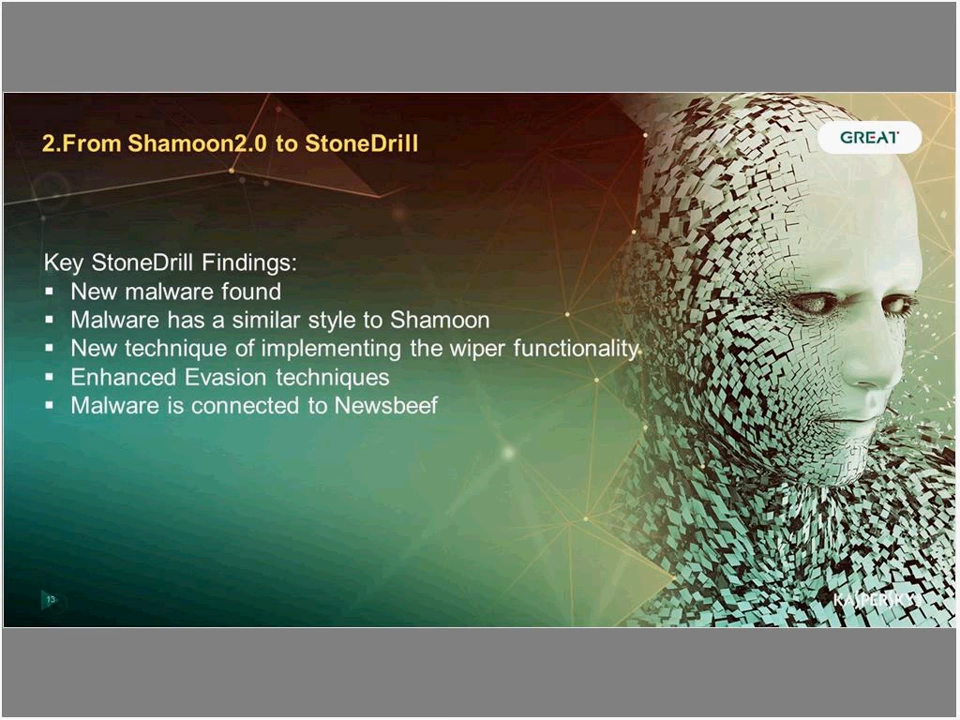 2.From Shamoon2.0 to StoneDrill
GREAT
Key StoneDrill Findings:
▪ New malware found
▪ Malware has a similar style to Shamoon
▪ New technique of implementing the wiper functionality
▪ Enhanced Evasion techniques
▪ Malware is connected to Newsbeef
13
KASPERSKY